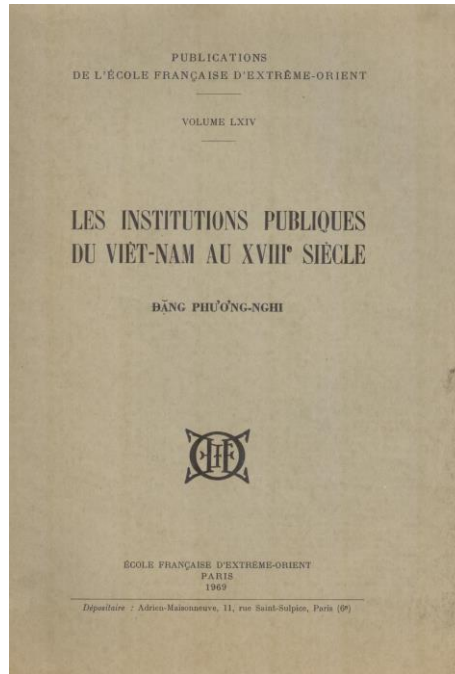 PUBLICATIONS
DE L'ÉCOLE FRANÇAISE D'EXTRÊME-ORIENT
VOLUME LXIV
LES INSTITUTIONS PUBLIQUES
DU VIÊT-NAM AU XVIIIe SIÈCLE
ĐẶNG PHƯƠNG-NGHI
ÉCOLE FRANÇAISE D'EXTRÊME-ORIENT
PARIS
1969
Dépositaire : Adrien-Maisonneuve, 11, rue Saint-Sulpice, Paris (6e)